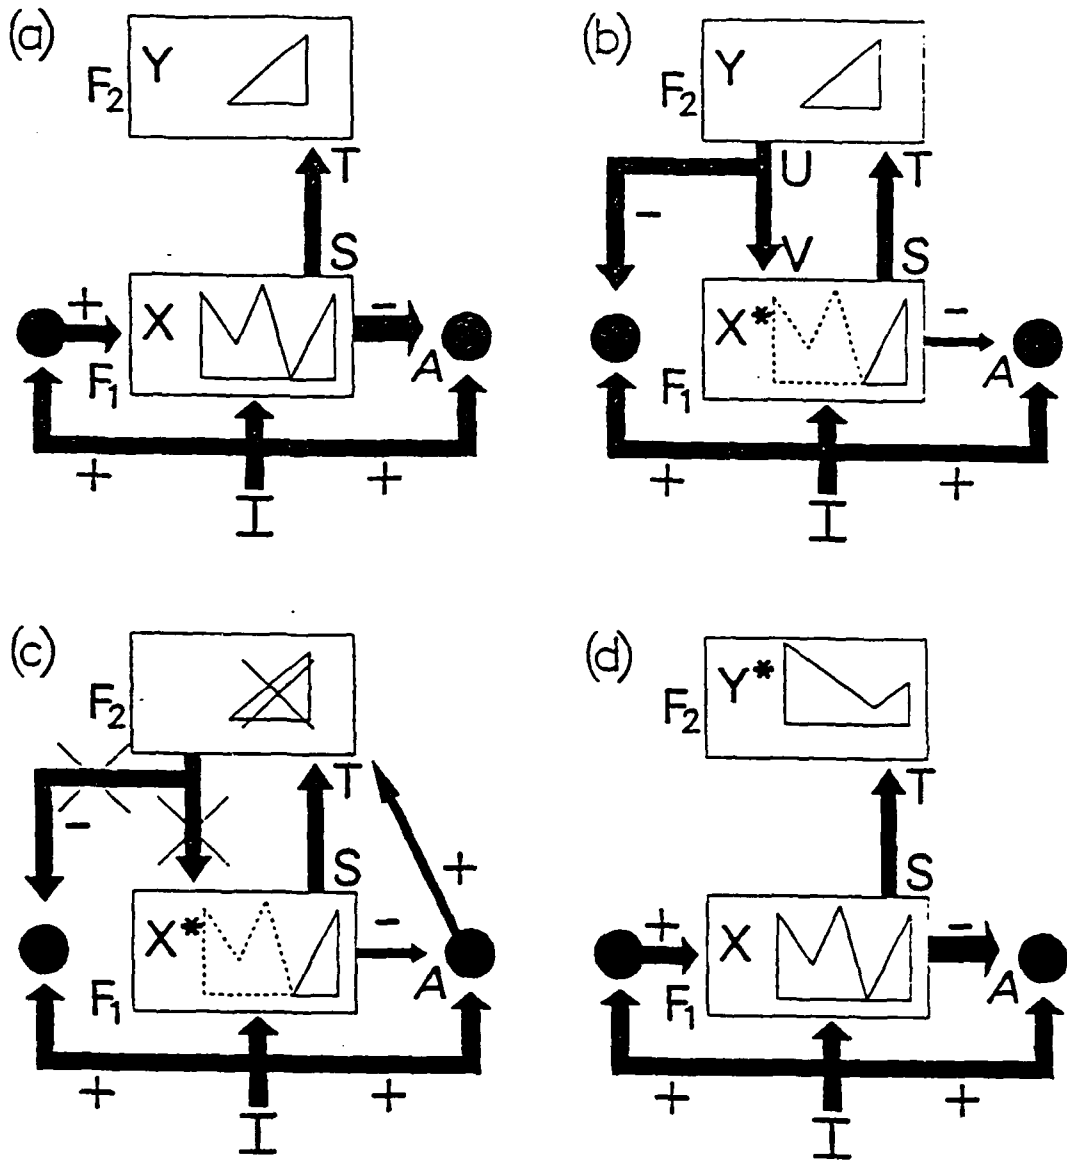 (a)
F2 Y
T
S
+ X -
F1 A
+ +
I
(b)
F2 Y
U T
-
V S
X* -
F1 A
+ +
I
(c)
F2
T
-
+
S
X* -
F1 A
+ +
I
(d)
F2 Y*
T
S
+ X -
F1 A
+ +
I